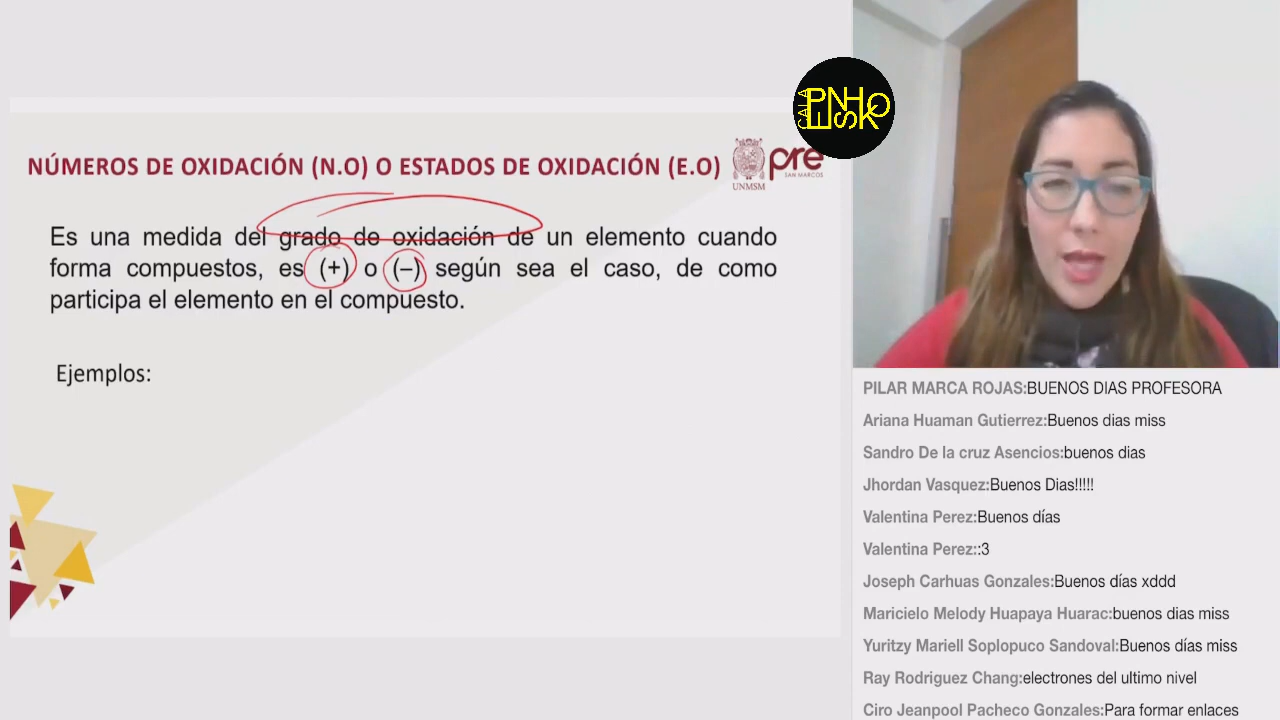 NÚMEROS DE OXIDACIÓN (N.O) O ESTADOS DE OXIDACIÓN (E.O)
UNMSM
pre
SAN MARCOS
CALA
PENHSKO
Es una medida del grado de oxidación de un elemento cuando
forma compuestos, es (+) o (–) según sea el caso, de como
participa el elemento en el compuesto.
Ejemplos:
PILAR MARCA ROJAS:BUENOS DIAS PROFESORA
Ariana Huaman Gutierrez:Buenos dias miss
Sandro De la cruz Asencios:buenos dias
Jhordan Vasquez:Buenos Dias!!!!!
Valentina Perez:Buenos días
Valentina Perez::3
Joseph Carhuas Gonzales:Buenos días xddd
Maricielo Melody Huapaya Huarac:buenos dias miss
Yuritzy Mariell Soplopuco Sandoval:Buenos días miss
Ray Rodriguez Chang:electrones del ultimo nivel
Ciro Jeanpool Pacheco Gonzales:Para formar enlaces